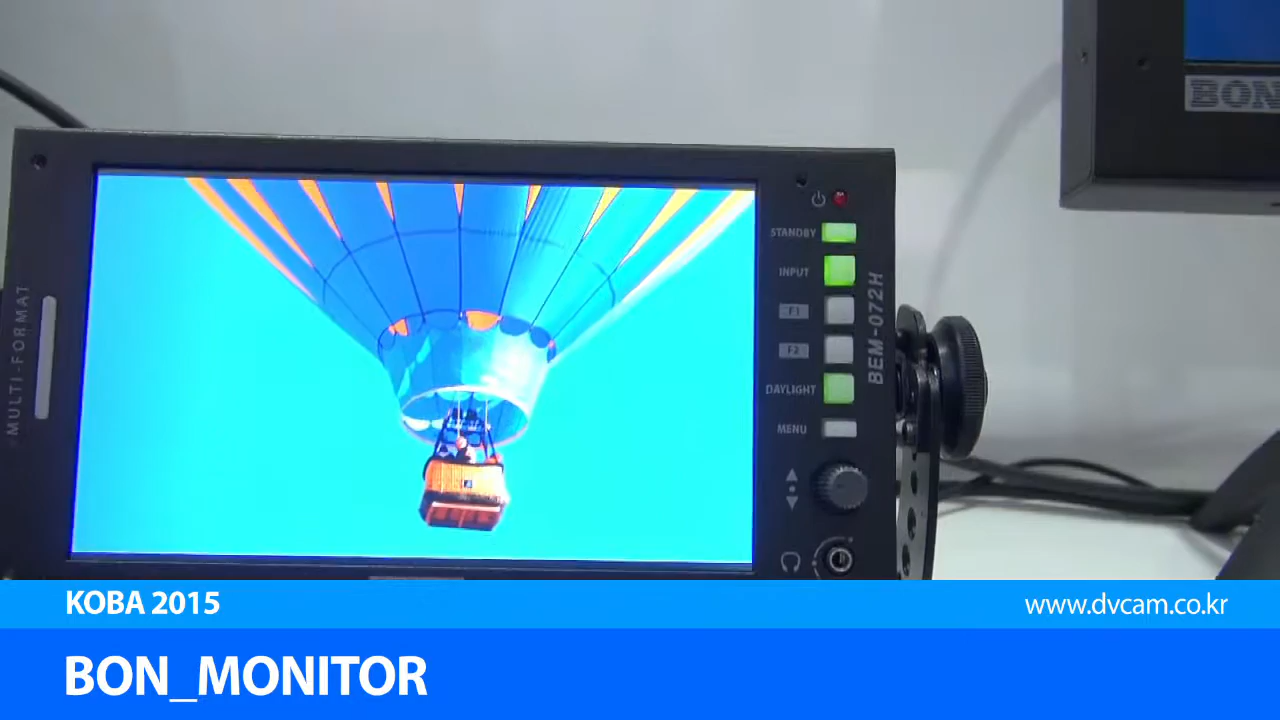 BON
STANDBY
INPUT
F1
F2
DAYLIGHT
MENU
BEM-072H
MULTI-FORMAT
KOBA 2015
www.dvcam.co.kr
BON_MONITOR